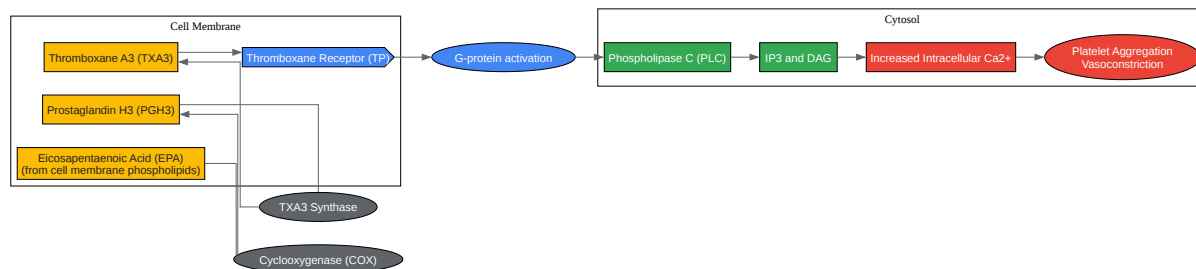 Cell Membrane
Thromboxane A3 (TXA3)
Thromboxane Receptor (TP)
G-protein activation
Prostaglandin H3 (PGH3)
Eicosapentaenoic Acid (EPA)
(from cell membrane phospholipids)
TXA3 Synthase
Cyclooxygenase (COX)
Cytosol
Phospholipase C (PLC)
IP3 and DAG
Increased Intracellular Ca2+
Platelet Aggregation
Vasoconstriction